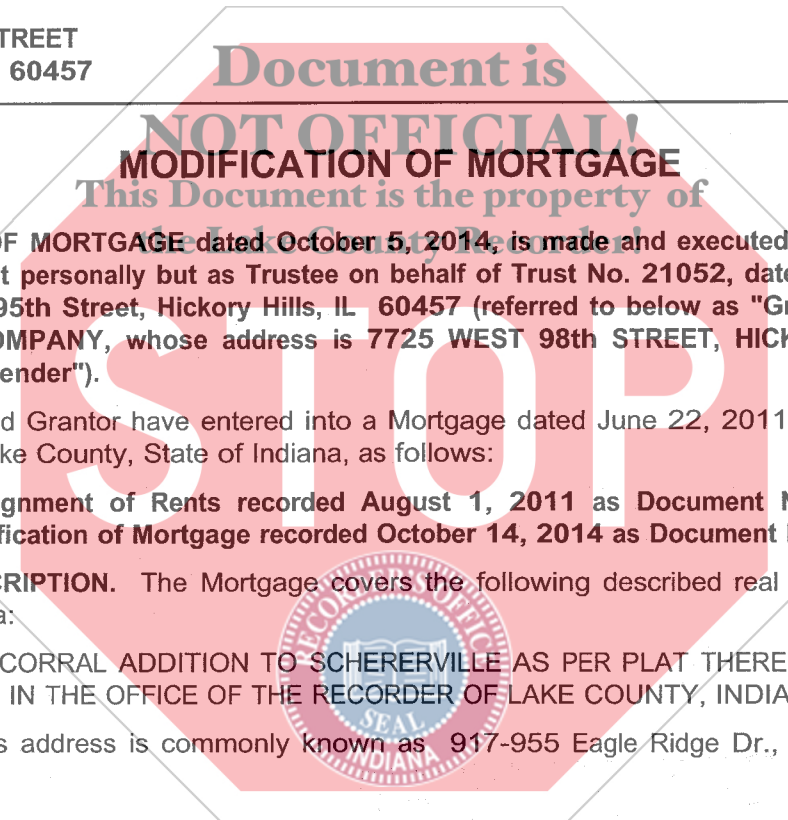 STREET
60457
Document is
NOT OFFICIAL!
MODIFICATION OF MORTGAGE
This Document is the property of
the Lake County Recorder!
OF MORTGAGE dated October 5, 2014, is made and executed
t personally but as Trustee on behalf of Trust No. 21052, date
95th Street, Hickory Hills, IL 60457 (referred to below as "Gr
OMPANY, whose address is 7725 WEST 98th STREET, HICK
ender").
d Grantor have entered into a Mortgage dated June 22, 2011
ke County, State of Indiana, as follows:
gnment of Rents recorded August 1, 2011 as Document N
fication of Mortgage recorded October 14, 2014 as Document
CRIPTION. The Mortgage covers the following described real
a:
CORRAL ADDITION TO SCHERERVILLE AS PER PLAT THERE
IN THE OFFICE OF THE RECORDER OF LAKE COUNTY, INDIA
s address is commonly known as 917-955 Eagle Ridge Dr.,
STOP
RECORDER'S OFFICE
SEAL
INDIANA